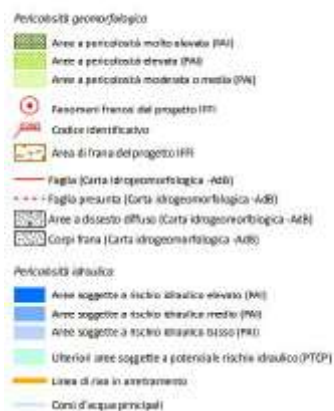 Pericolosità geomorfologica
Aree a pericolosità molto elevata (PAI)
Aree a pericolosità elevata (PAI)
Aree a pericolosità moderata o media (PAI)
Fenomeni franosi del progetto IFFI
Codice identificativo
Area di frana del progetto IFFI
Faglia (Carta idrogeomorfologica -AdB)
Faglia presunta (Carta idrogeomorfologica -AdB)
Aree a dissesto diffuso (Carta idrogeomorfologica -AdB)
Corpi frana (Carta idrogeomorfologica -AdB)
Pericolosità idraulica
Aree soggette a rischio idraulico elevato (PAI)
Aree soggette a rischio idraulico medio (PAI)
Aree soggette a rischio idraulico basso (PAI)
Ulteriori aree soggette a potenziale rischio idraulico (PTCP)
Linea di riva in arretramento
Corsi d'acqua principali